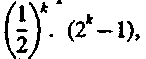 (1/2)^k · (2^k − 1),